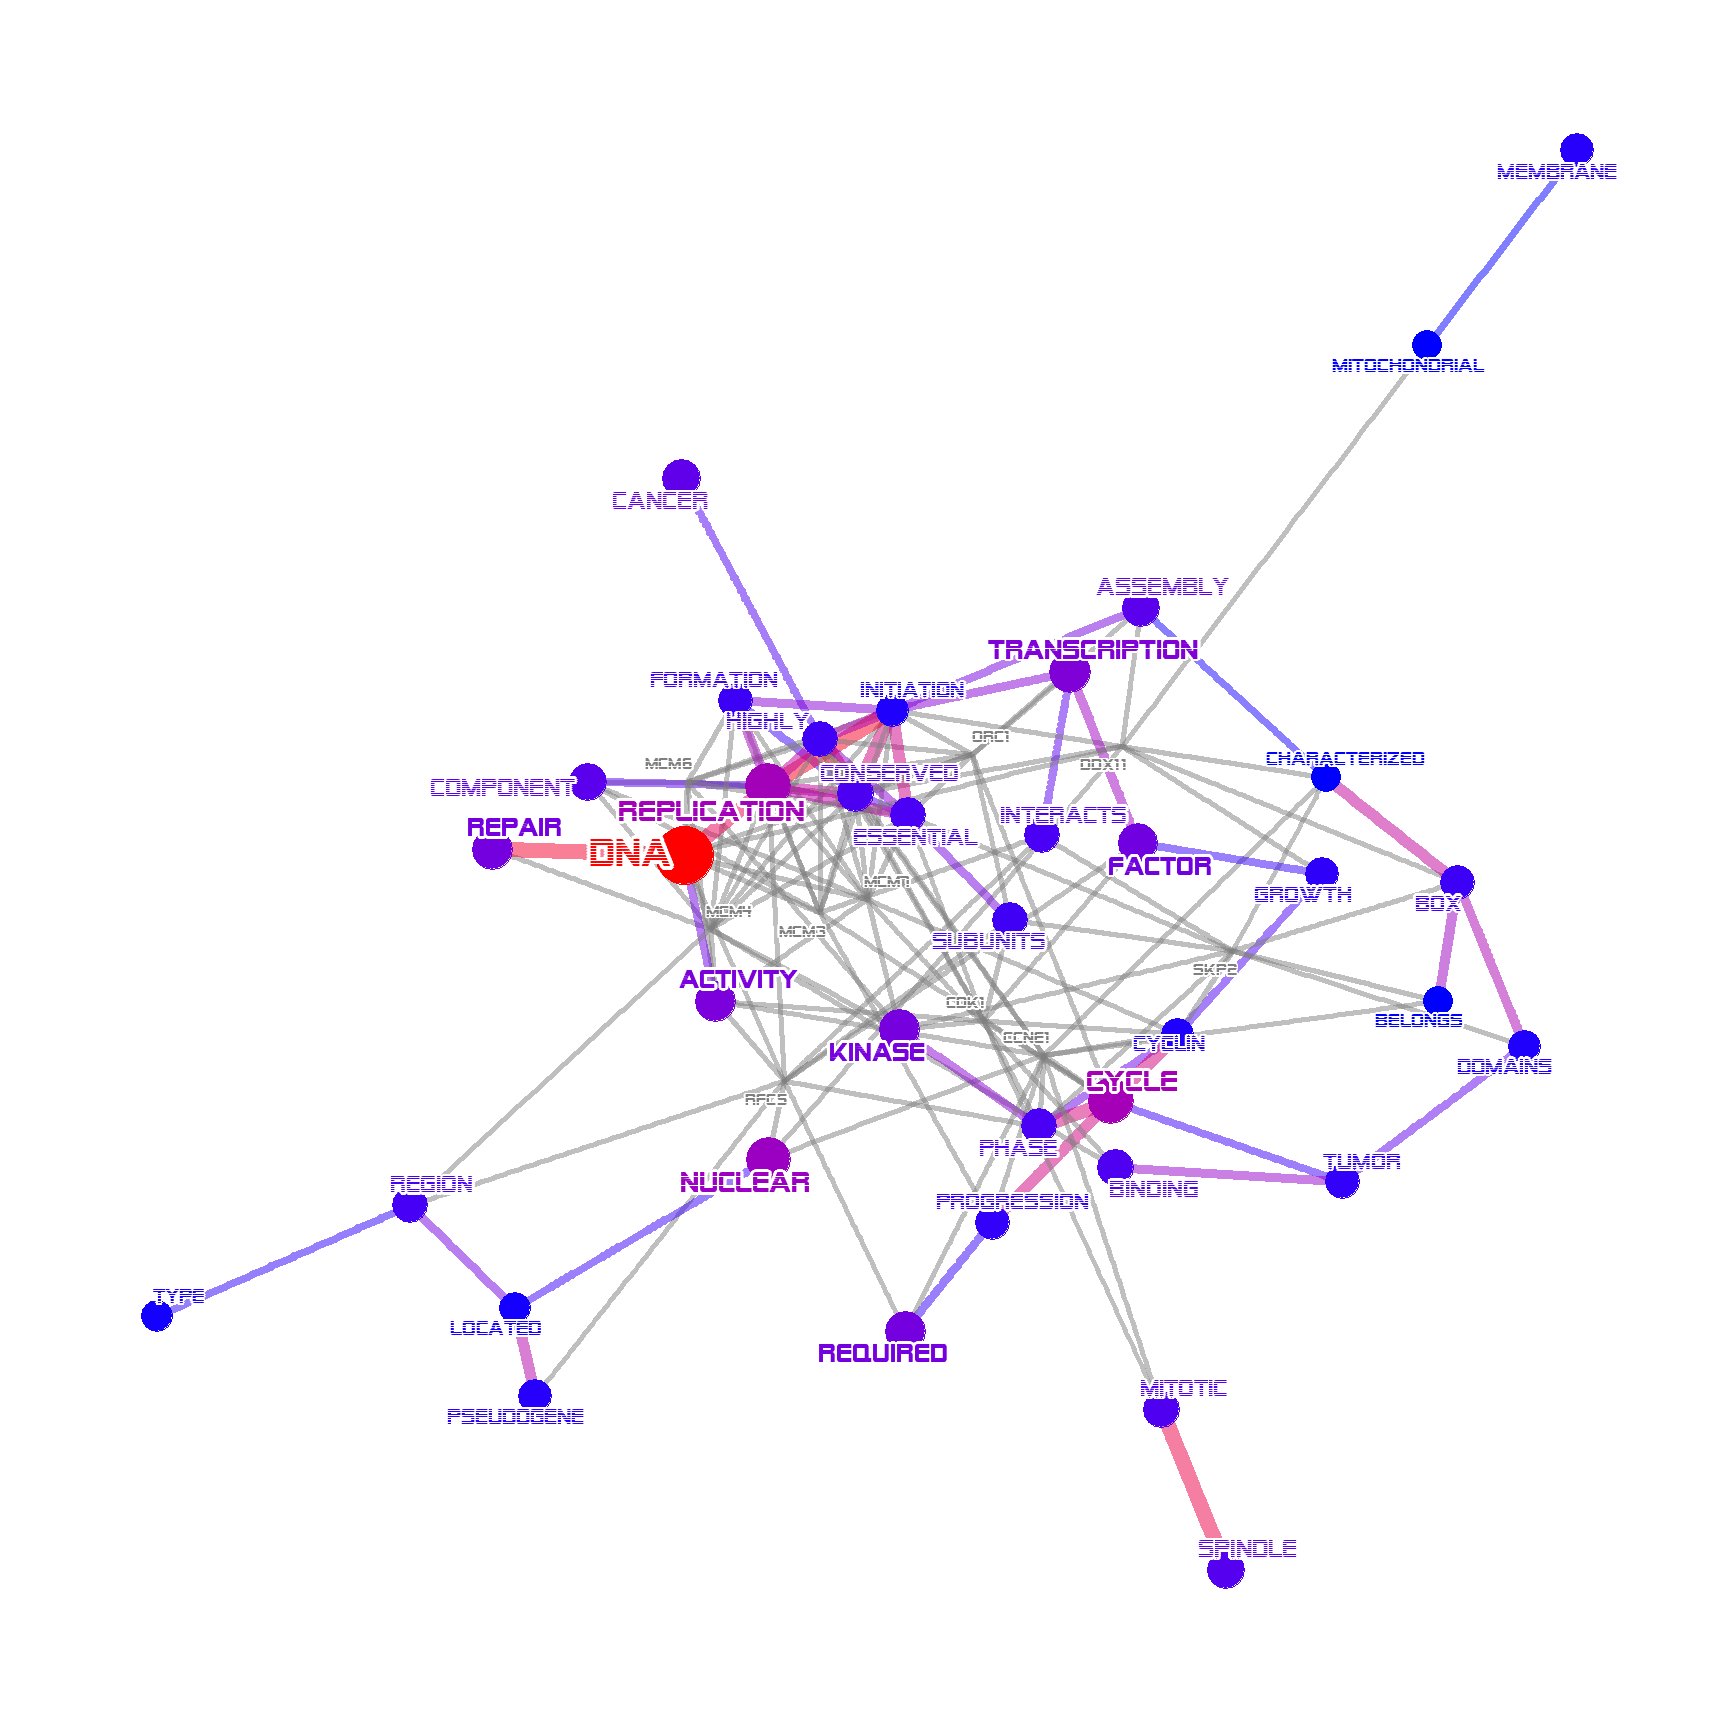 MEMBRANE
MITOCHONDRIAL
CANCER
ASSEMBLY
TRANSCRIPTION
FORMATION
INITIATION
HIGHLY
ORC1
MCM6
DDX11
CHARACTERIZED
CONSERVED
COMPONENT
REPLICATION
INTERACTS
REPAIR
ESSENTIAL
DNA
FACTOR
GROWTH
BOX
MCM4
MCM3
SUBUNITS
SKP2
ACTIVITY
CDK1
BELONGS
CCNE1
CYCLIN
KINASE
DOMAINS
CYCLE
RFC5
PHASE
TUMOR
NUCLEAR
REGION
BINDING
PROGRESSION
TYPE
LOCATED
REQUIRED
MITOTIC
PSEUDOGENE
SPINDLE